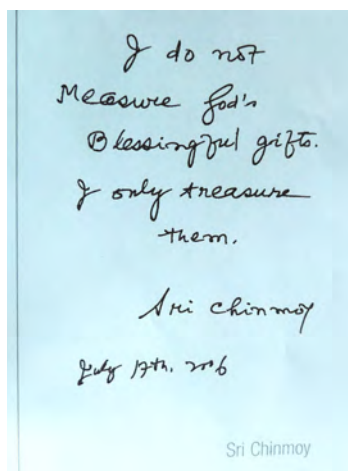 I do not
Measure God's
Blessingful gifts.
I only treasure
them.
Sri Chinmoy
July 17th, 2006
Sri Chinmoy